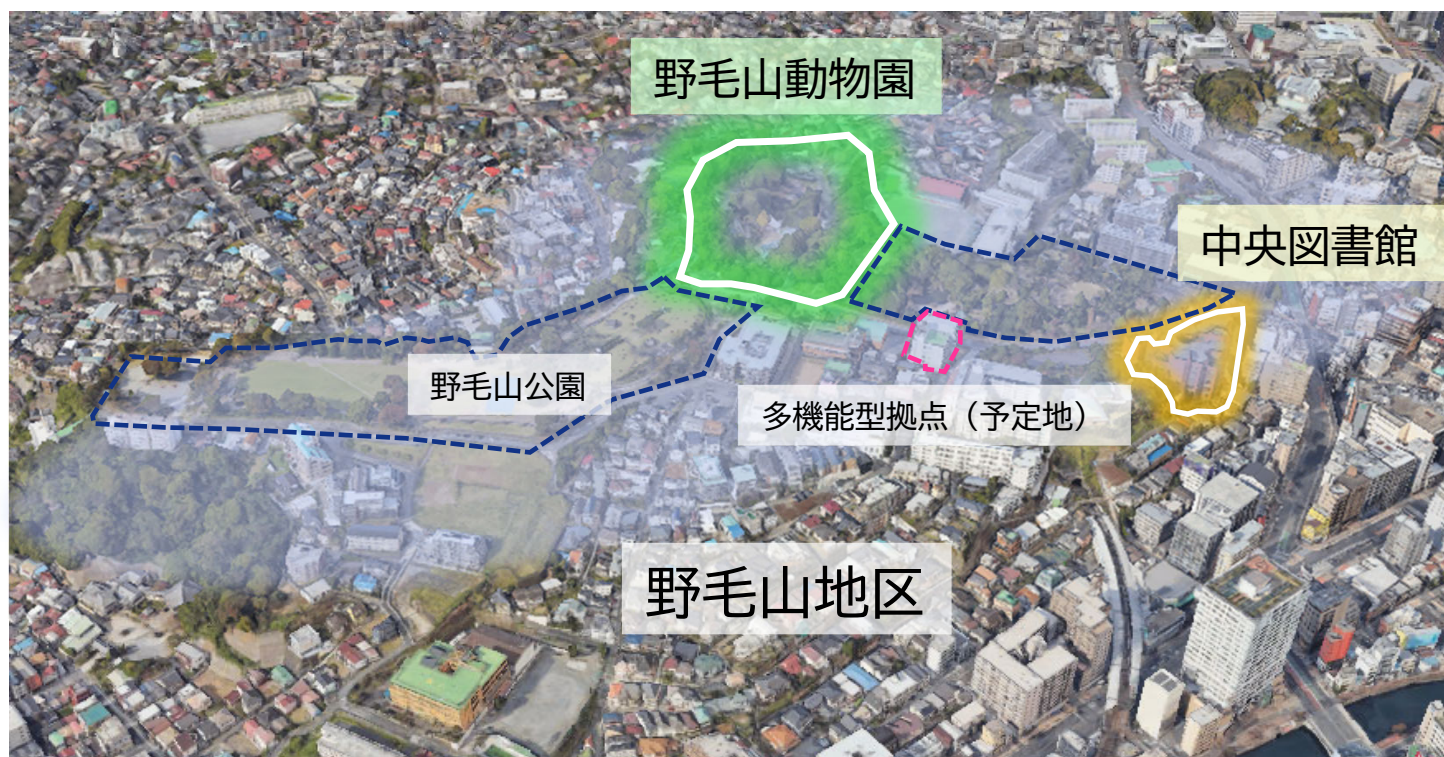 野毛山動物園
中央図書館
野毛山公園
多機能型拠点（予定地）
野毛山地区